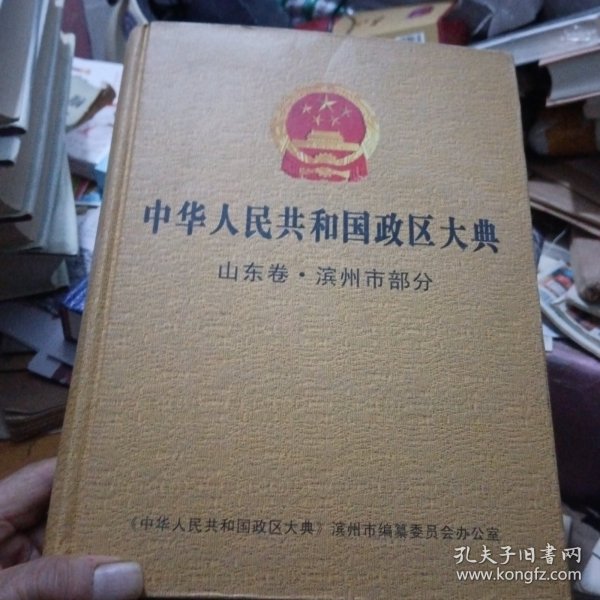 中华人民共和国政区大典
山东卷·滨州市部分
《中华人民共和国政区大典》滨州市编纂委员会办公室
孔夫子旧书网
www.kongfz.com